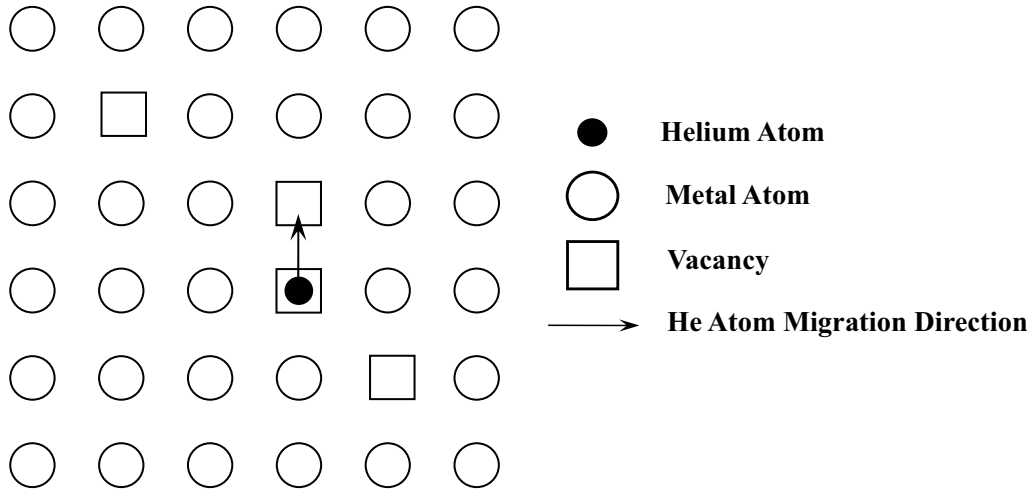 Helium Atom
Metal Atom
Vacancy
He Atom Migration Direction